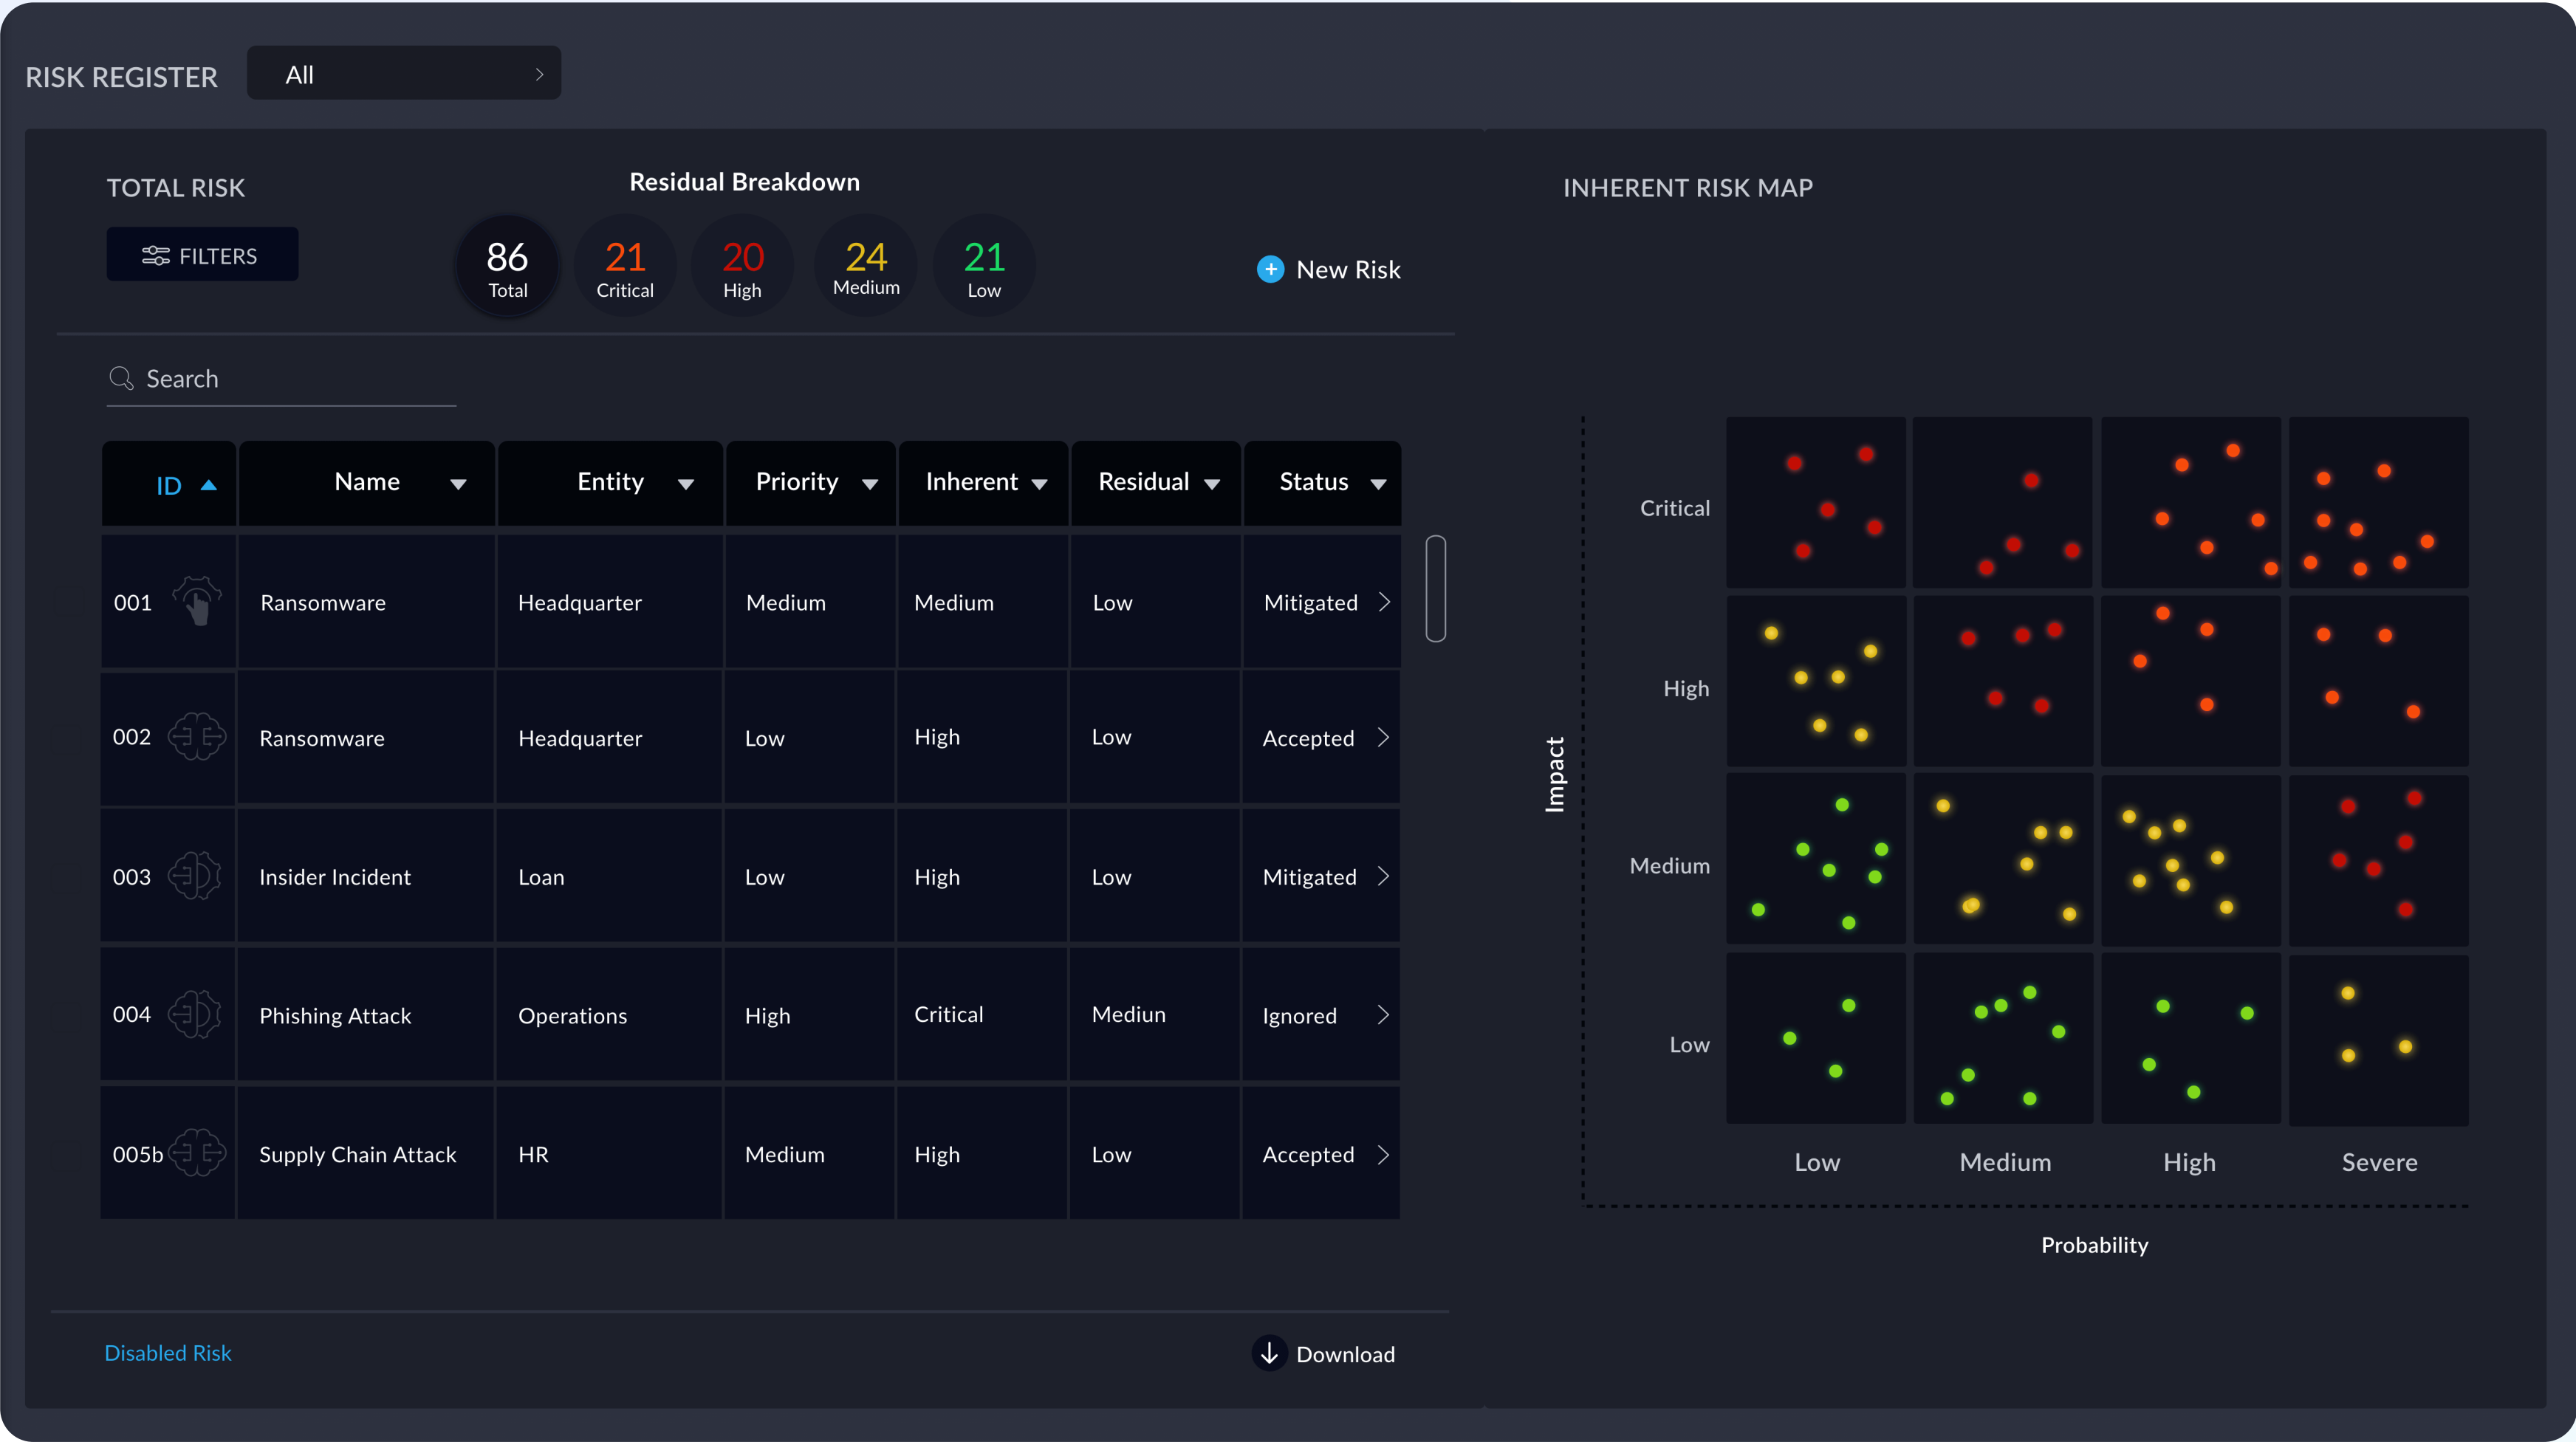 RISK REGISTER All
TOTAL RISK
FILTERS
Residual Breakdown
86 21 20 24 21
Total Critical High Medium Low
New Risk
Search
ID Name Entity Priority Inherent Residual Status
001 Ransomware Headquarter Medium Medium Low Mitigated
002 Ransomware Headquarter Low High Low Accepted
003 Insider Incident Loan Low High Low Mitigated
004 Phishing Attack Operations High Critical Mediun Ignored
005b Supply Chain Attack HR Medium High Low Accepted
Disabled Risk
Download
INHERENT RISK MAP
Impact
Critical
High
Medium
Low
Low Medium High Severe
Probability